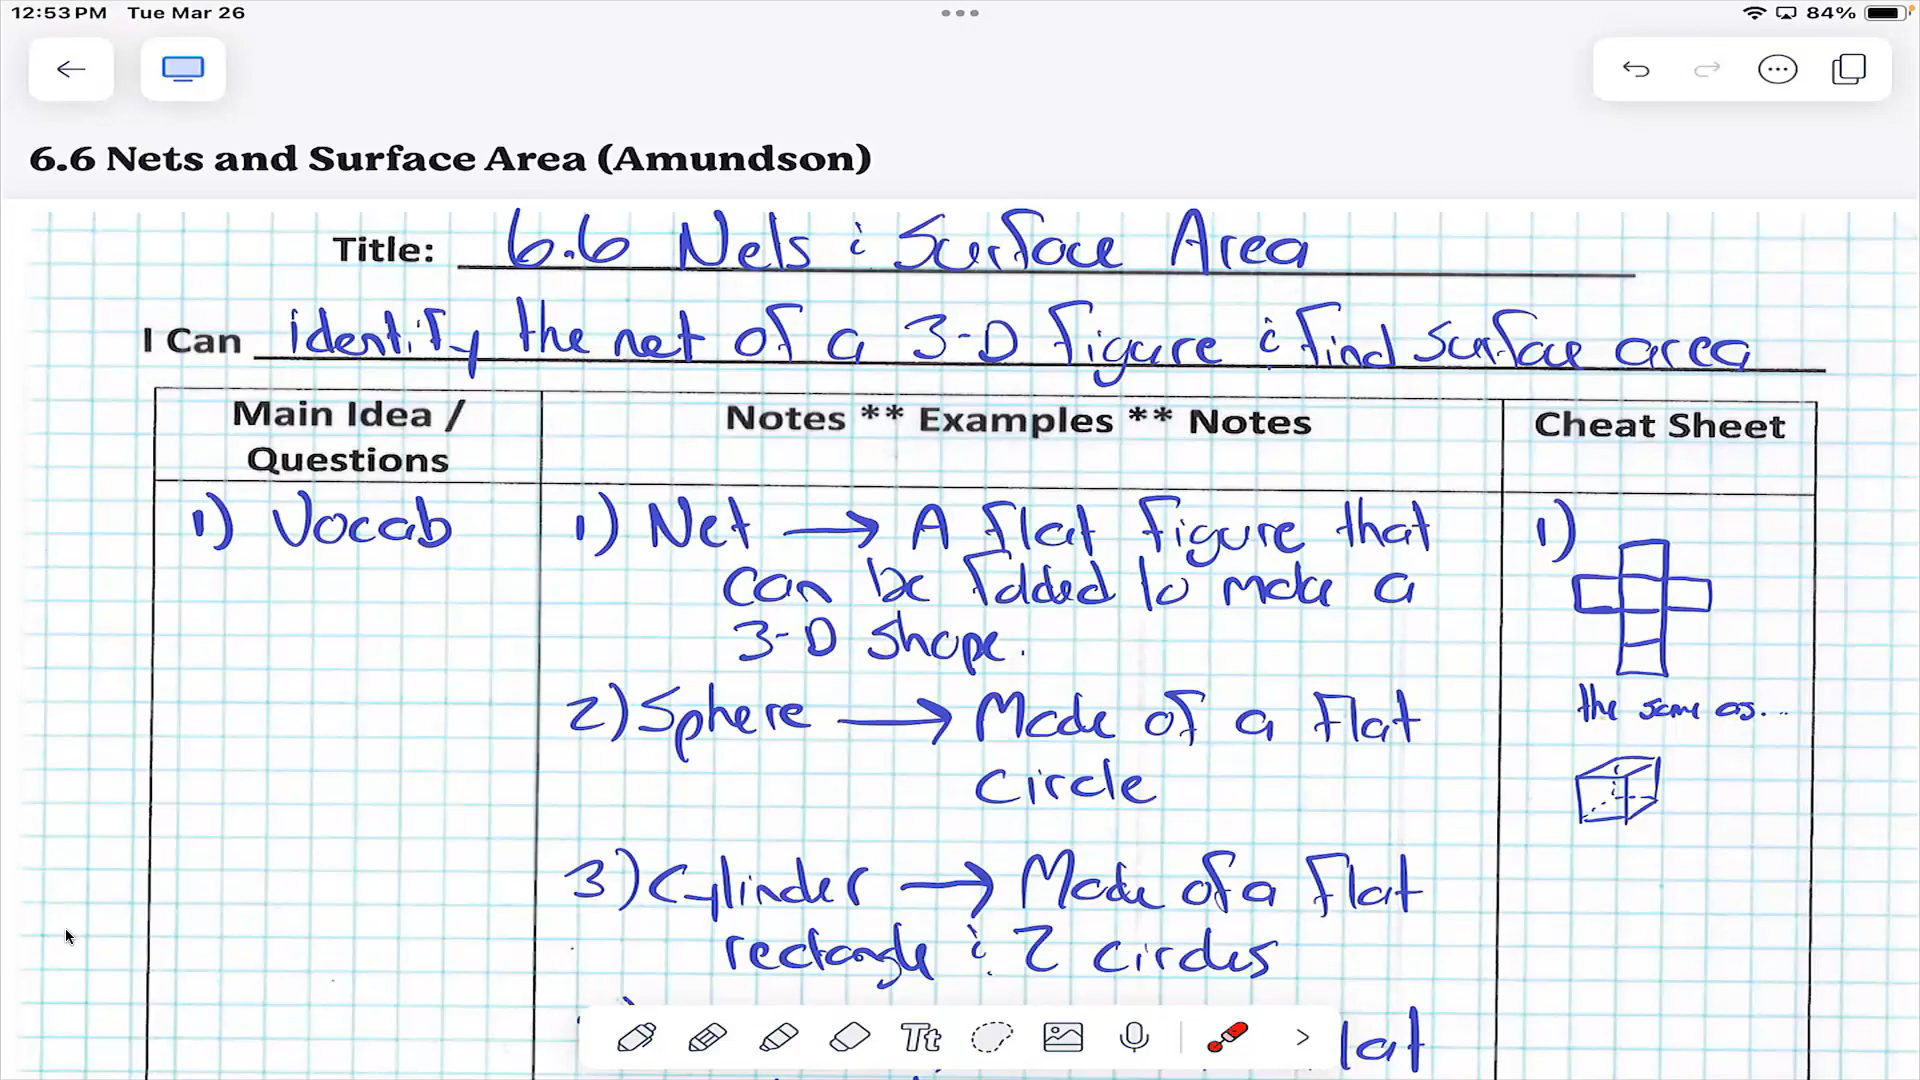 12:53 PM Tue Mar 26
84%
6.6 Nets and Surface Area (Amundson)
Title: 6.6 Nets & Surface Area
I Can identify the net of a 3-D figure & find surface area
Main Idea / Questions
Notes ** Examples ** Notes
Cheat Sheet
1) Vocab
1) Net → A flat figure that
can be folded to make a
3-D shape.
2) Sphere → Made of a flat
circle
3) Cylinder → Made of a flat
rectangle & 2 circles
lat
1)
the same as...
Tt